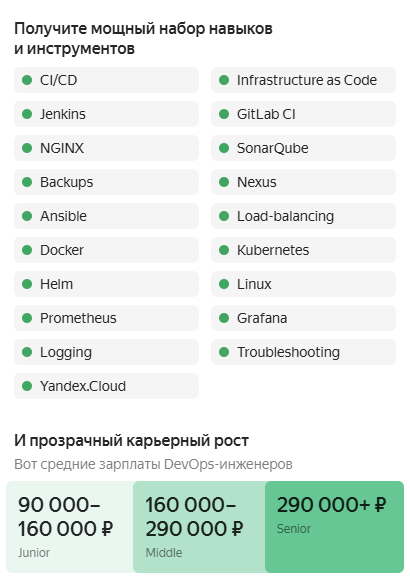 Получите мощный набор навыков
и инструментов
CI/CD
Infrastructure as Code
Jenkins
GitLab CI
NGINX
SonarQube
Backups
Nexus
Ansible
Load-balancing
Docker
Kubernetes
Helm
Linux
Prometheus
Grafana
Logging
Troubleshooting
Yandex.Cloud
И прозрачный карьерный рост
Вот средние зарплаты DevOps-инженеров
90 000–
160 000 ₽
Junior
160 000–
290 000 ₽
Middle
290 000+ ₽
Senior